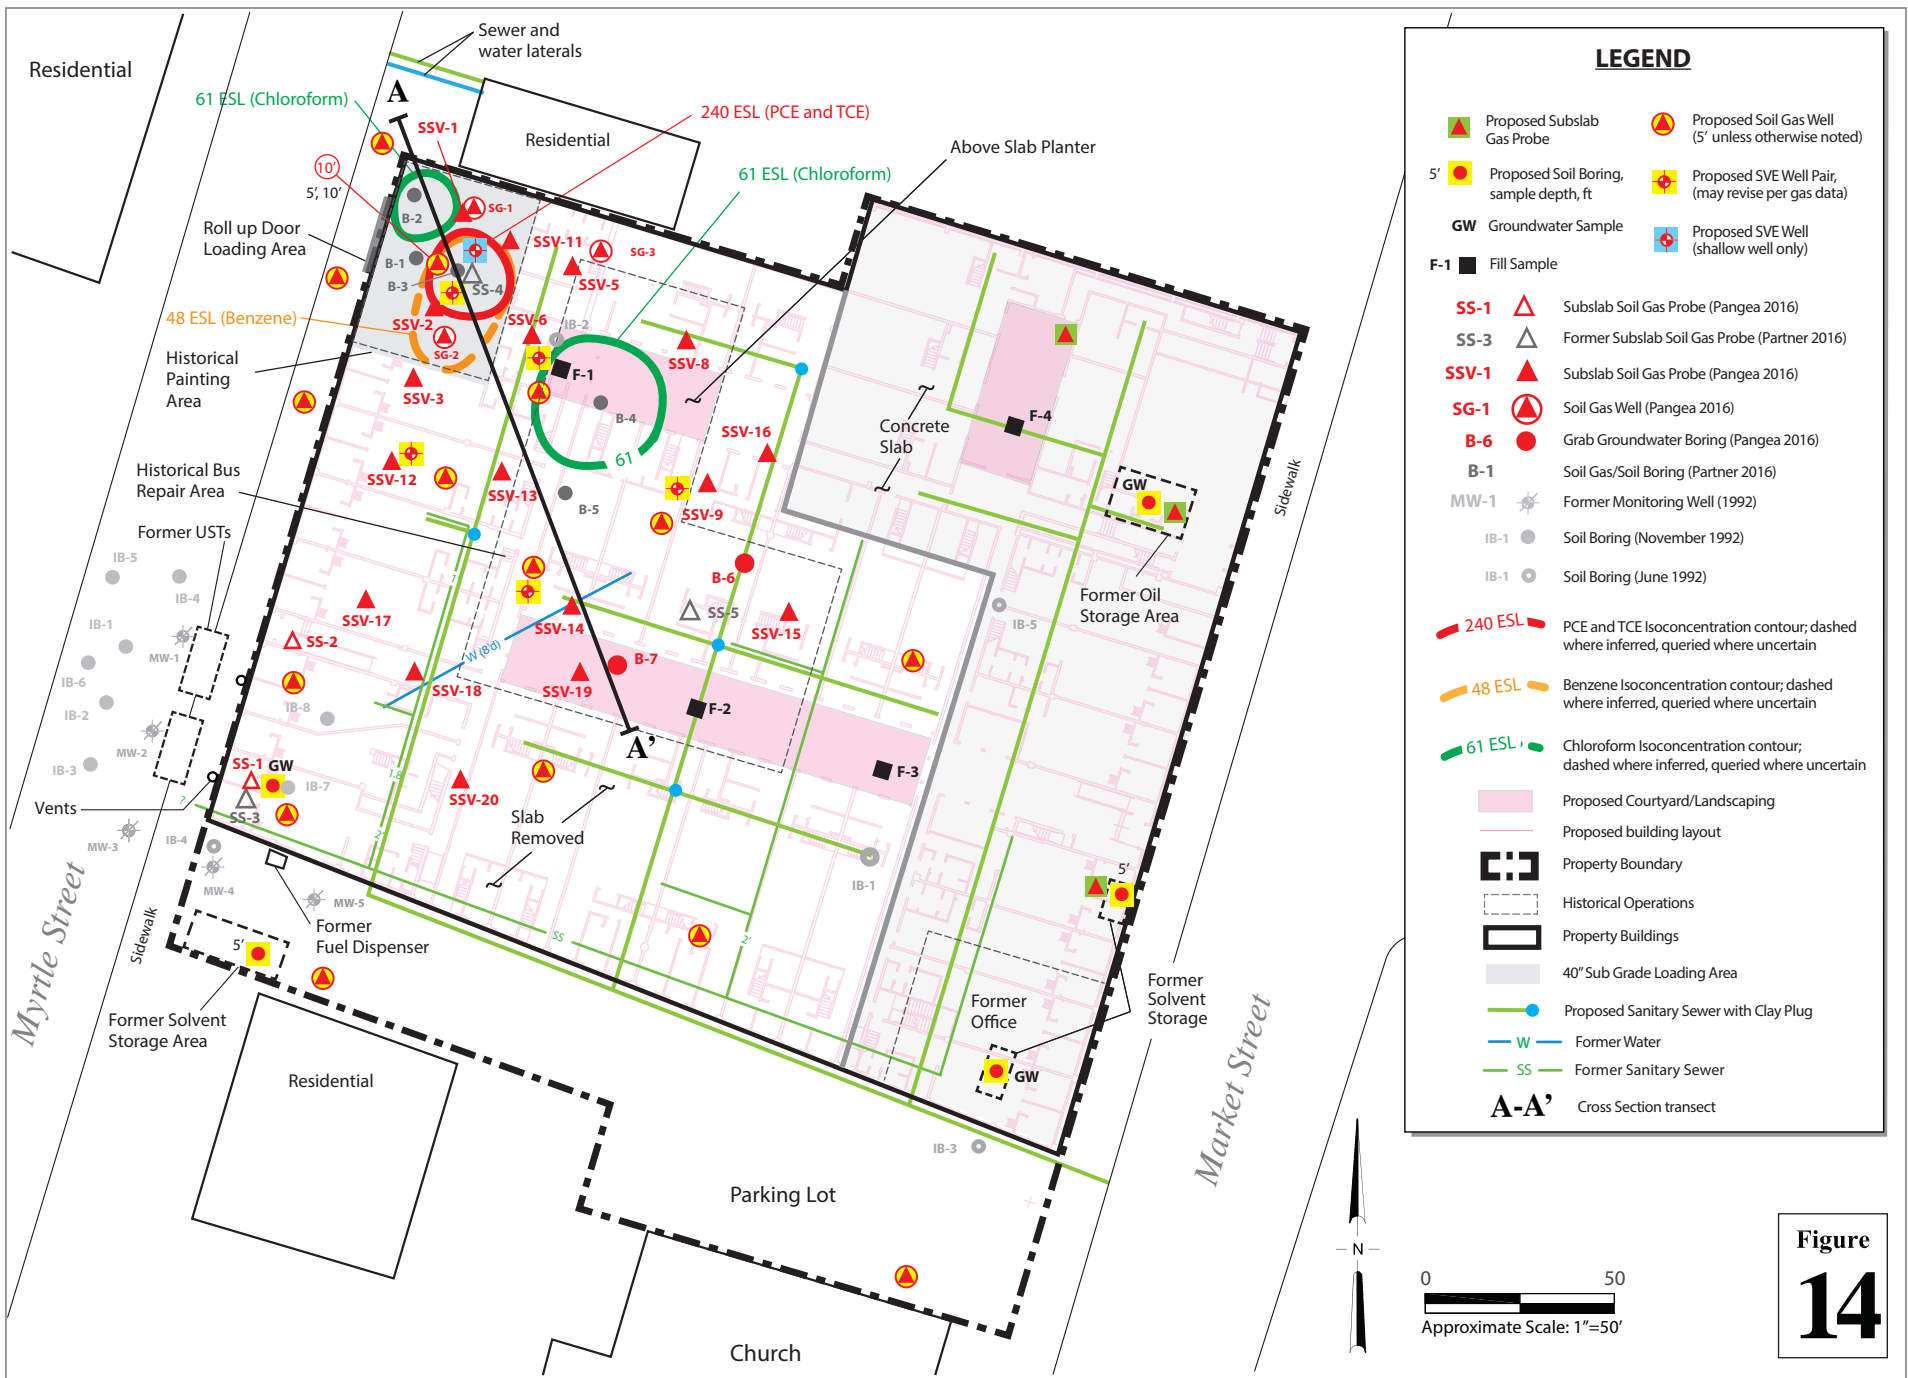 Residential
Sewer and
water laterals
61 ESL (Chloroform)
A
SSV-1
240 ESL (PCE and TCE)
Residential
Above Slab Planter
10'
5', 10'
61 ESL (Chloroform)
B-2
SG-1
Roll up Door
Loading Area
SSV-11
SG-3
B-1
B-3
SS-4
SSV-5
48 ESL (Benzene)
SSV-2
SSV-6
IB-2
SG-2
SSV-8
Historical
Painting
Area
F-1
SSV-3
B-4
F-4
Concrete
Slab
SSV-16
61
Historical Bus
Repair Area
SSV-12
SSV-13
GW
Sidewalk
B-5
SSV-9
Former USTs
IB-5
B-6
IB-4
Former Oil
Storage Area
SSV-17
SS-5
IB-1
SSV-14
SSV-15
IB-5
MW-1
SS-2
W (8d)
B-7
IB-6
SSV-18
SSV-19
IB-2
IB-8
F-2
MW-2
A'
SS-1
GW
IB-3
IB-7
1.8
F-3
SSV-20
Vents
?
SS-3
Slab
Removed
2'
MW-3
IB-4
5'
IB-1
MW-4
MW-5
Former
Fuel Dispenser
SS
2'
Sidewalk
5'
Myrtle Street
Former Solvent
Storage Area
Former
Office
Former
Solvent
Storage
GW
Residential
Market Street
IB-3
Parking Lot
Church
LEGEND
Proposed Subslab
Gas Probe
Proposed Soil Gas Well
(5' unless otherwise noted)
5'
Proposed Soil Boring,
sample depth, ft
Proposed SVE Well Pair,
(may revise per gas data)
GW
Groundwater Sample
Proposed SVE Well
(shallow well only)
F-1
Fill Sample
SS-1
Subslab Soil Gas Probe (Pangea 2016)
SS-3
Former Subslab Soil Gas Probe (Partner 2016)
SSV-1
Subslab Soil Gas Probe (Pangea 2016)
SG-1
Soil Gas Well (Pangea 2016)
B-6
Grab Groundwater Boring (Pangea 2016)
B-1
Soil Gas/Soil Boring (Partner 2016)
MW-1
Former Monitoring Well (1992)
IB-1
Soil Boring (November 1992)
IB-1
Soil Boring (June 1992)
240 ESL
PCE and TCE Isoconcentration contour; dashed
where inferred, queried where uncertain
48 ESL
Benzene Isoconcentration contour; dashed
where inferred, queried where uncertain
61 ESL
Chloroform Isoconcentration contour;
dashed where inferred, queried where uncertain
Proposed Courtyard/Landscaping
Proposed building layout
Property Boundary
Historical Operations
Property Buildings
40" Sub Grade Loading Area
Proposed Sanitary Sewer with Clay Plug
W
Former Water
SS
Former Sanitary Sewer
A-A'
Cross Section transect
N
0
50
Approximate Scale: 1"=50'
Figure
14